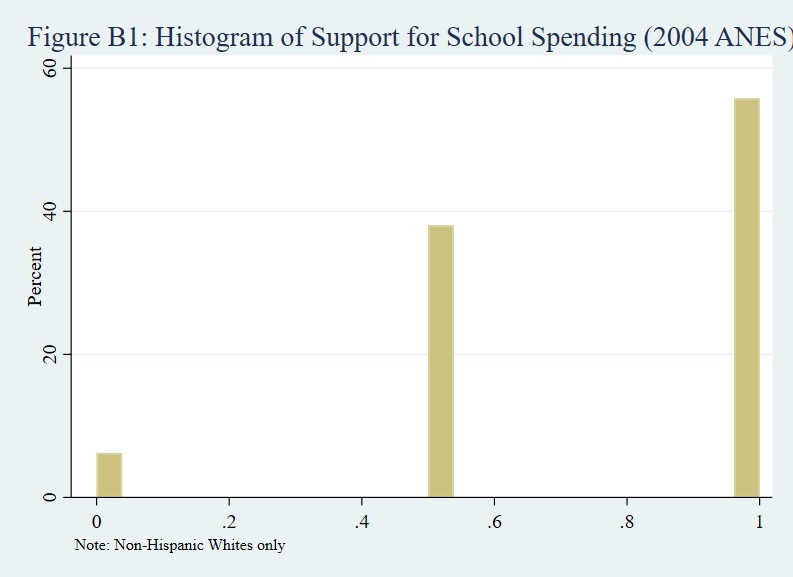 Figure B1: Histogram of Support for School Spending (2004 ANES)
60
40
20
0
Percent
0 .2 .4 .6 .8 1
Note: Non-Hispanic Whites only